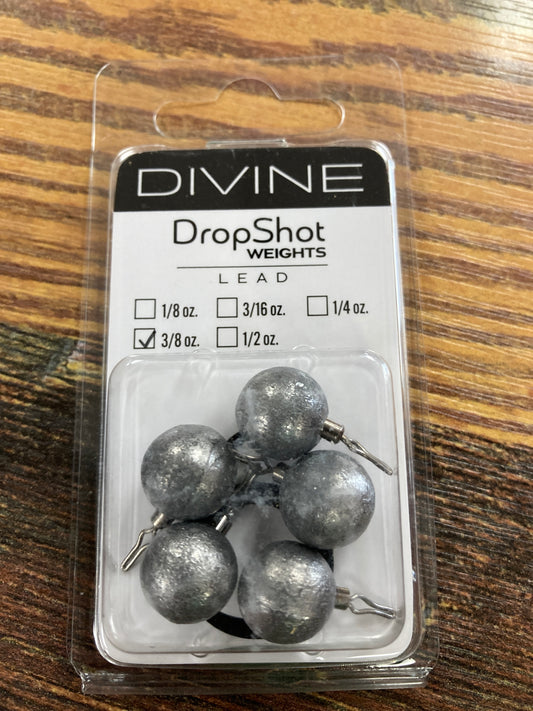 DIVINE
DropShot
WEIGHTS
LEAD
1/8 oz. 3/16 oz. 1/4 oz.
3/8 oz. 1/2 oz.